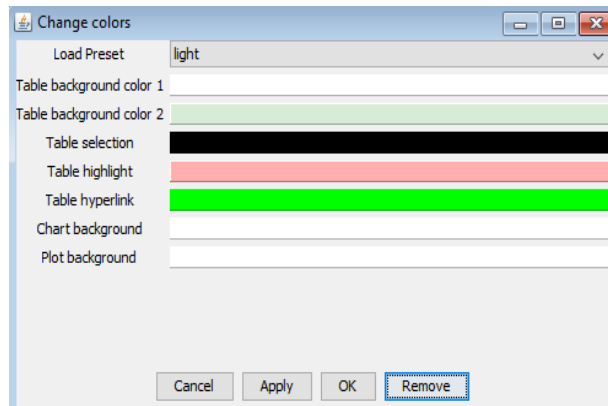 Change colors
Load Preset light
Table background color 1
Table background color 2
Table selection
Table highlight
Table hyperlink
Chart background
Plot background
Cancel Apply OK Remove